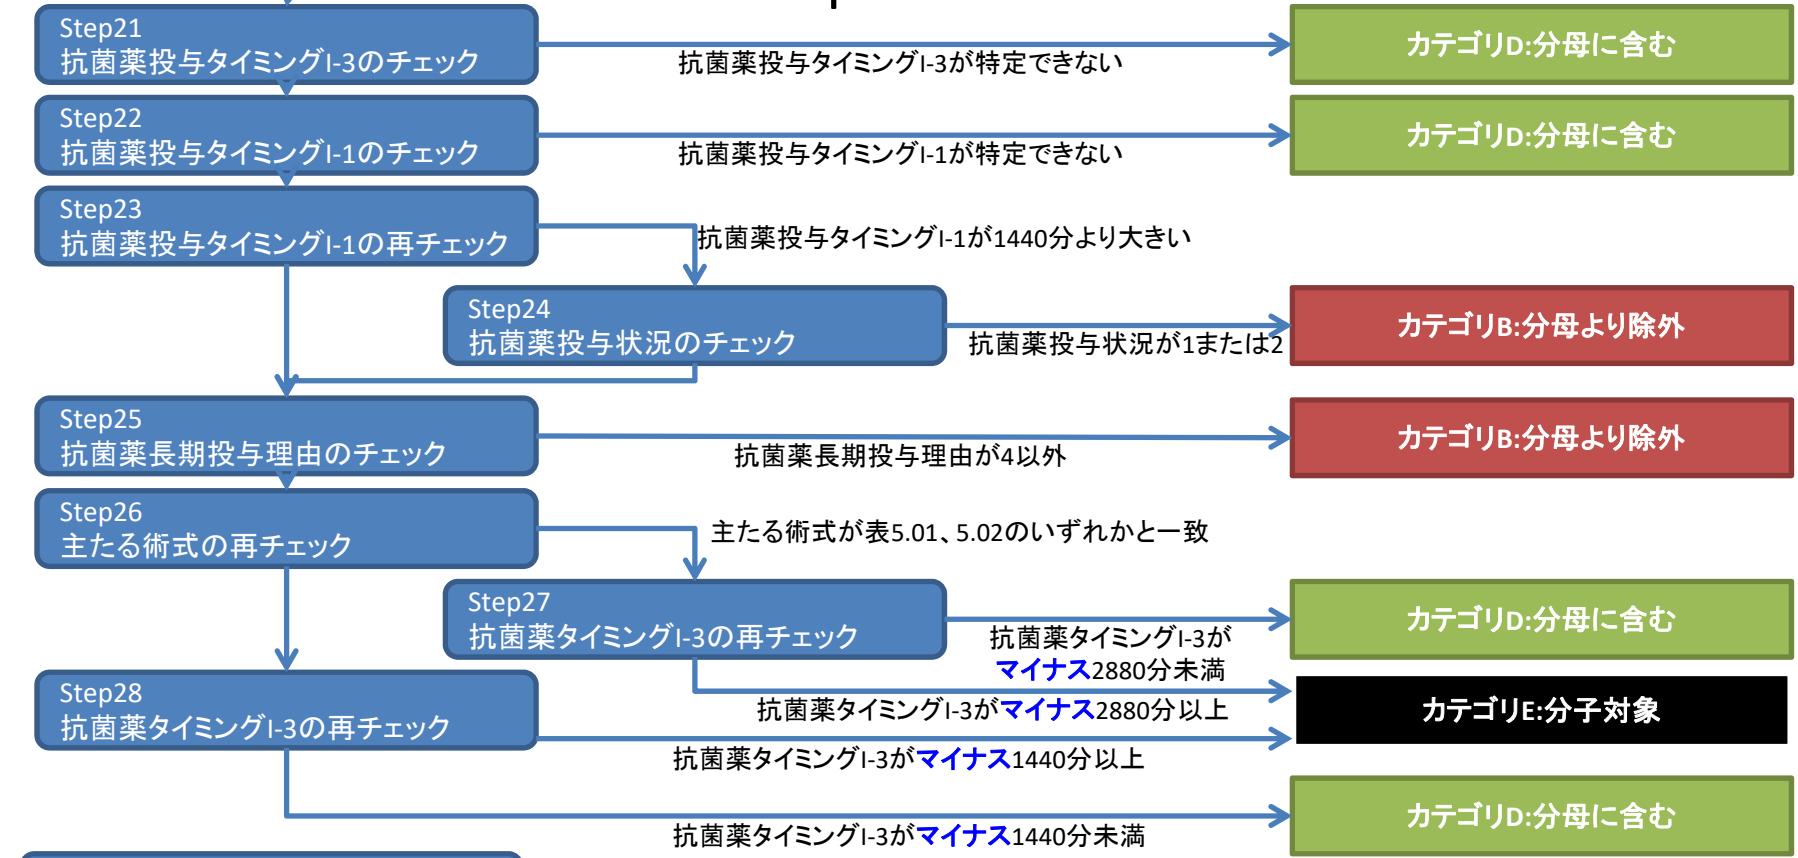 Step21
抗菌薬投与タイミングI-3のチェック
抗菌薬投与タイミングI-3が特定できない
カテゴリD:分母に含む
Step22
抗菌薬投与タイミングI-1のチェック
抗菌薬投与タイミングI-1が特定できない
カテゴリD:分母に含む
Step23
抗菌薬投与タイミングI-1の再チェック
抗菌薬投与タイミングI-1が1440分より大きい
Step24
抗菌薬投与状況のチェック
抗菌薬投与状況が1または2
カテゴリB:分母より除外
Step25
抗菌薬長期投与理由のチェック
抗菌薬長期投与理由が4以外
カテゴリB:分母より除外
Step26
主たる術式の再チェック
主たる術式が表5.01、5.02のいずれかと一致
Step27
抗菌薬タイミングI-3の再チェック
抗菌薬タイミングI-3が
マイナス2880分未満
カテゴリD:分母に含む
抗菌薬タイミングI-3がマイナス2880分以上
カテゴリE:分子対象
Step28
抗菌薬タイミングI-3の再チェック
抗菌薬タイミングI-3がマイナス1440分以上
抗菌薬タイミングI-3がマイナス1440分未満
カテゴリD:分母に含む